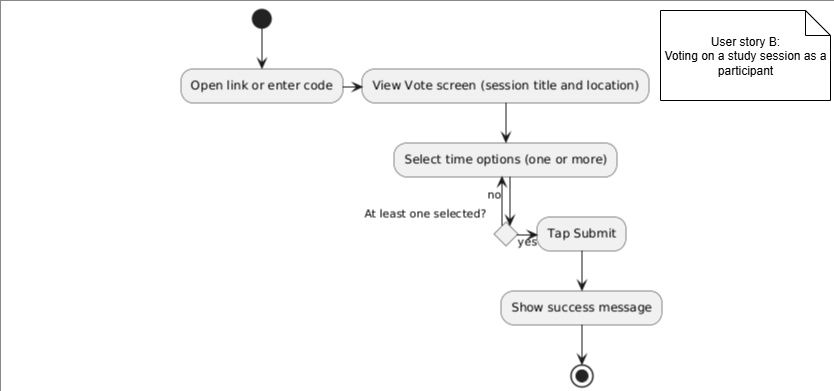 User story B:
Voting on a study session as a
participant
Open link or enter code
View Vote screen (session title and location)
Select time options (one or more)
no
At least one selected?
yes
Tap Submit
Show success message